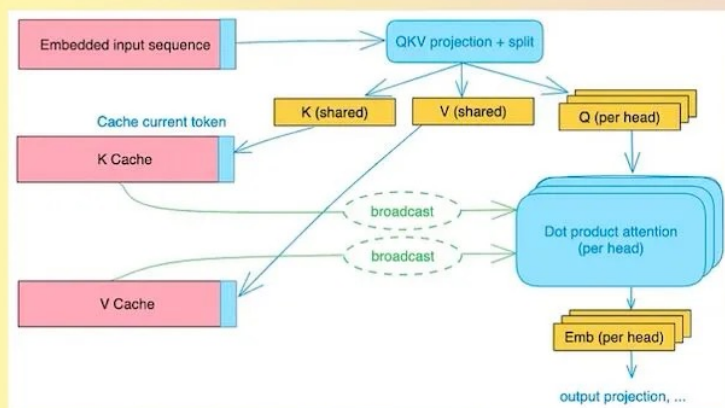 Embedded input sequence
QKV projection + split
K (shared)
V (shared)
Q (per head)
Cache current token
K Cache
broadcast
Dot product attention
(per head)
broadcast
V Cache
Emb (per head)
output projection, ...